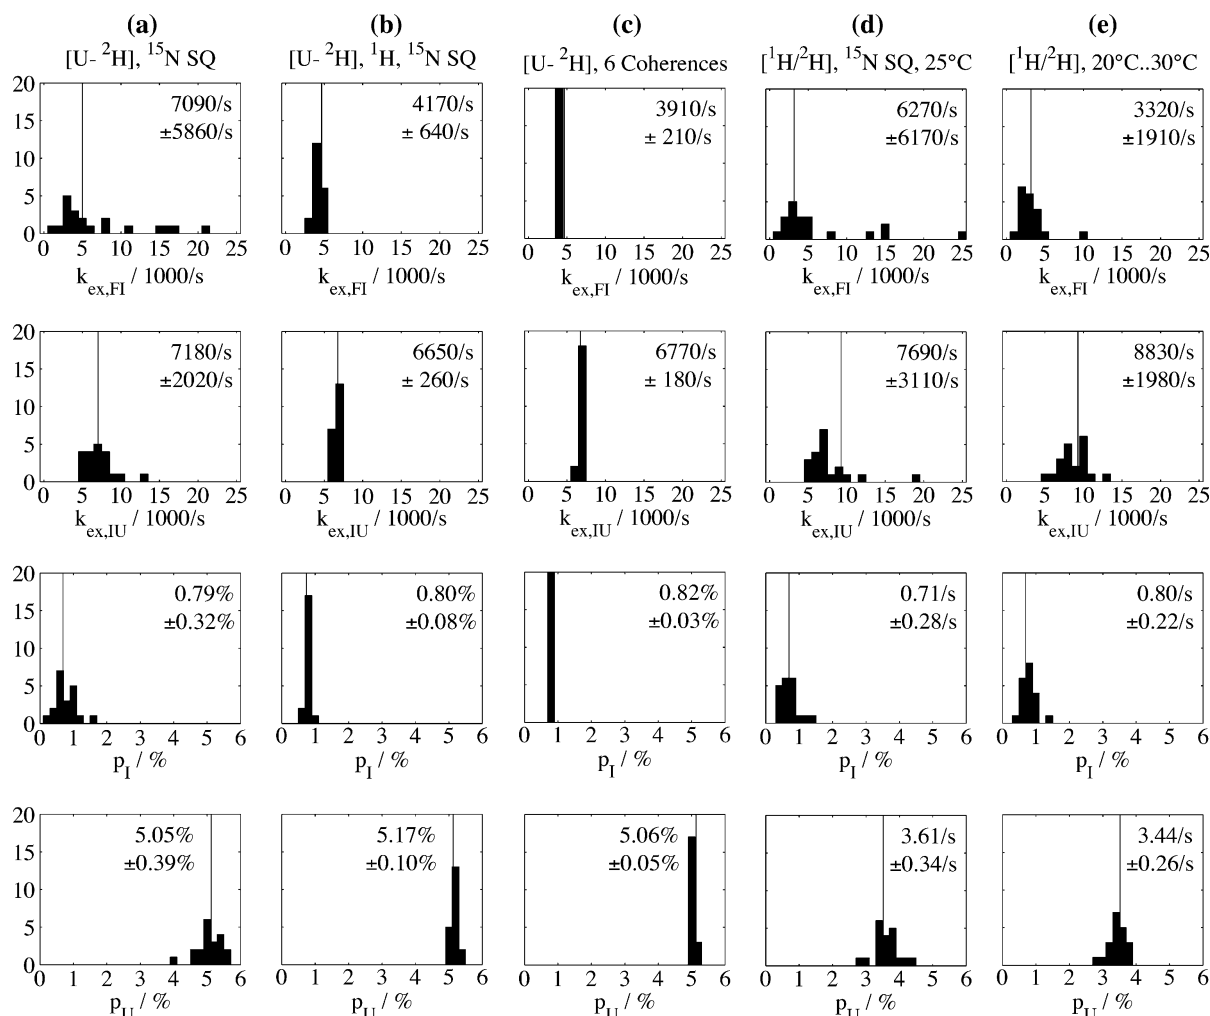 (a) (b) (c) (d) (e)
[U- ²H], ¹⁵N SQ [U- ²H], ¹H, ¹⁵N SQ [U- ²H], 6 Coherences [¹H/²H], ¹⁵N SQ, 25°C [¹H/²H], 20°C..30°C
20 15 10 5 0
7090/s 4170/s 3910/s 6270/s 3320/s
±5860/s ± 640/s ± 210/s ±6170/s ±1910/s
0 5 10 15 20 25 0 5 10 15 20 25 0 5 10 15 20 25 0 5 10 15 20 25 0 5 10 15 20 25
k_ex,FI / 1000/s k_ex,FI / 1000/s k_ex,FI / 1000/s k_ex,FI / 1000/s k_ex,FI / 1000/s
20 15 10 5 0
7180/s 6650/s 6770/s 7690/s 8830/s
±2020/s ± 260/s ± 180/s ±3110/s ±1980/s
0 5 10 15 20 25 0 5 10 15 20 25 0 5 10 15 20 25 0 5 10 15 20 25 0 5 10 15 20 25
k_ex,IU / 1000/s k_ex,IU / 1000/s k_ex,IU / 1000/s k_ex,IU / 1000/s k_ex,IU / 1000/s
20 15 10 5 0
0.79% 0.80% 0.82% 0.71/s 0.80/s
±0.32% ±0.08% ±0.03% ±0.28/s ±0.22/s
0 1 2 3 4 5 6 0 1 2 3 4 5 6 0 1 2 3 4 5 6 0 1 2 3 4 5 6 0 1 2 3 4 5 6
p_I / % p_I / % p_I / % p_I / % p_I / %
20 15 10 5 0
5.05% 5.17% 5.06% 3.61/s 3.44/s
±0.39% ±0.10% ±0.05% ±0.34/s ±0.26/s
0 1 2 3 4 5 6 0 1 2 3 4 5 6 0 1 2 3 4 5 6 0 1 2 3 4 5 6 0 1 2 3 4 5 6
p_U / % p_U / % p_U / % p_U / % p_U / %